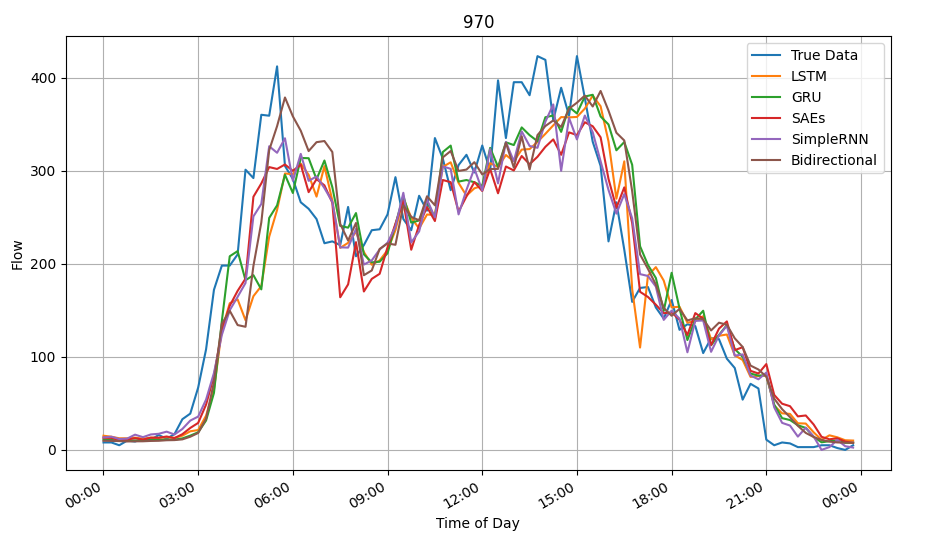 970
True Data
LSTM
GRU
SAEs
SimpleRNN
Bidirectional
400
300
200
100
0
Flow
00:00
03:00
06:00
09:00
12:00
15:00
18:00
21:00
00:00
Time of Day